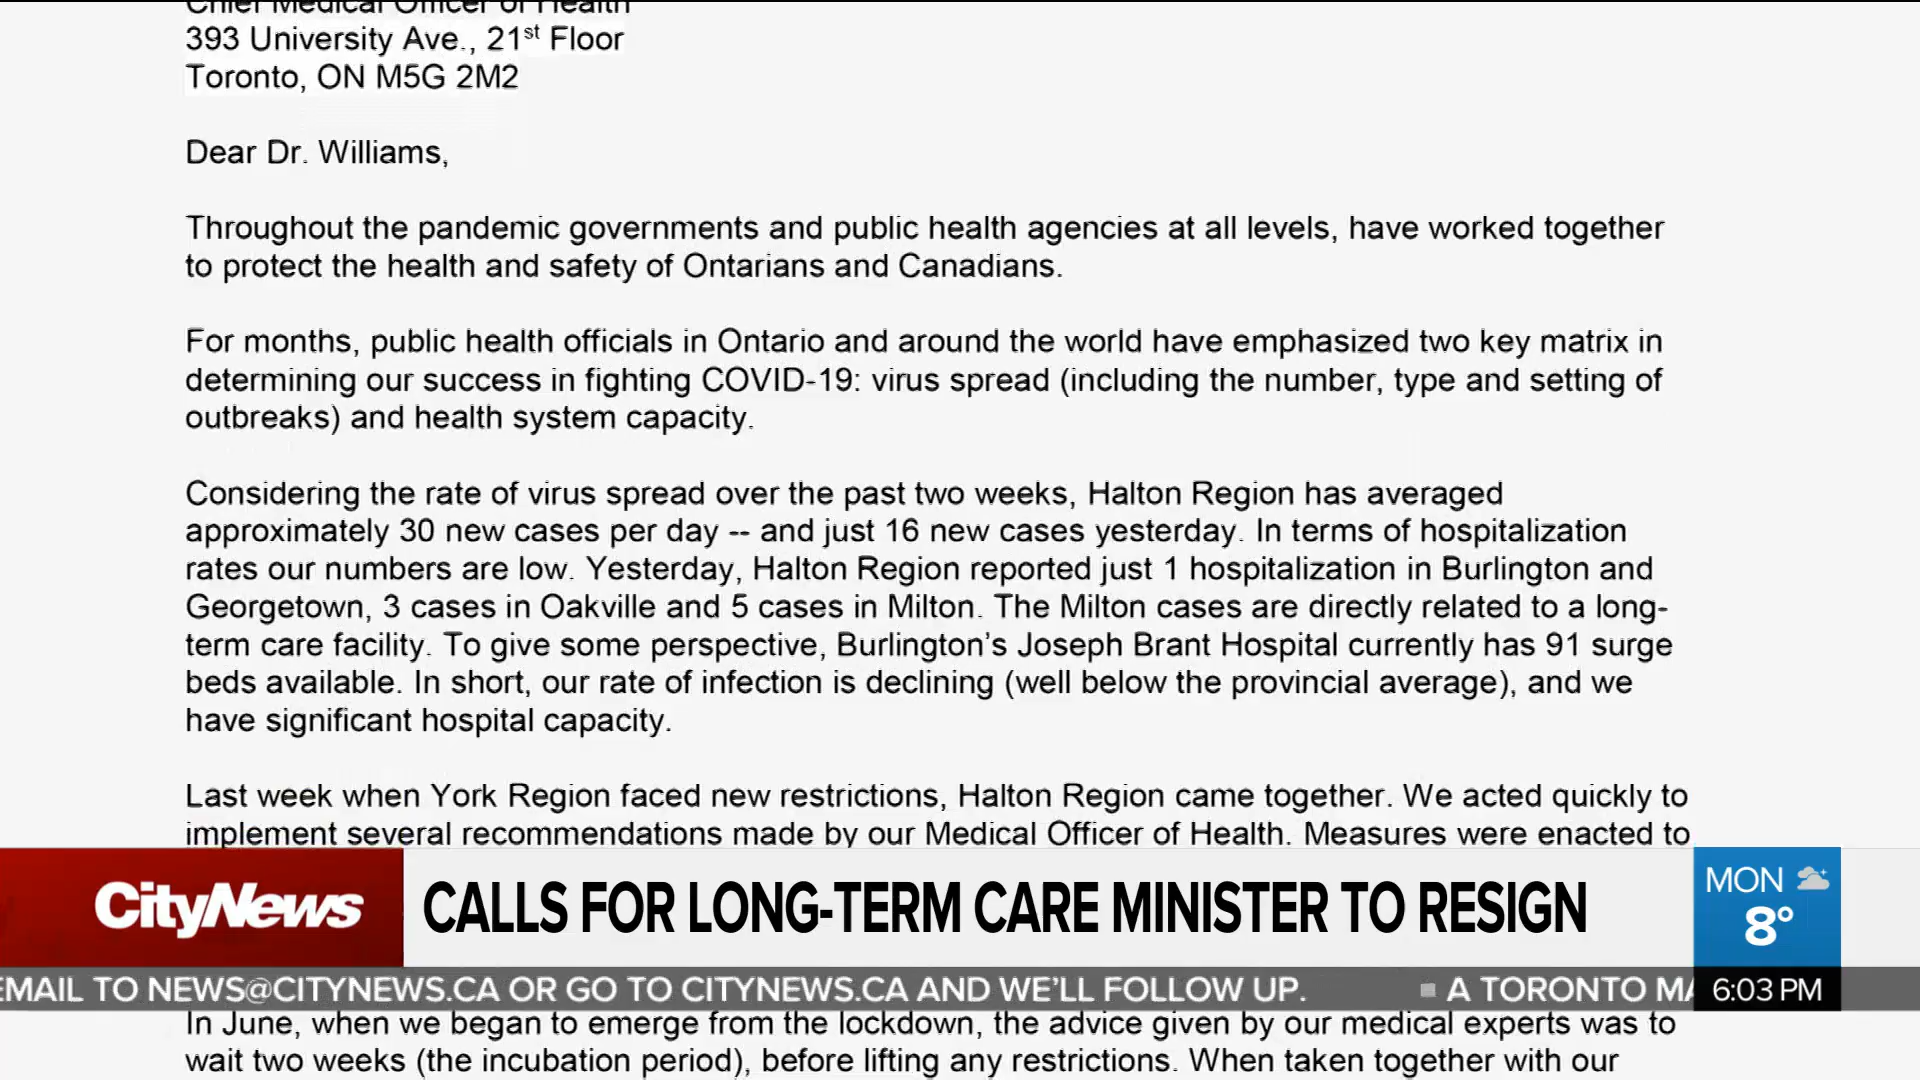 Chief Medical Officer of Health
393 University Ave., 21st Floor
Toronto, ON M5G 2M2
Dear Dr. Williams,
Throughout the pandemic governments and public health agencies at all levels, have worked together
to protect the health and safety of Ontarians and Canadians.
For months, public health officials in Ontario and around the world have emphasized two key matrix in
determining our success in fighting COVID-19: virus spread (including the number, type and setting of
outbreaks) and health system capacity.
Considering the rate of virus spread over the past two weeks, Halton Region has averaged
approximately 30 new cases per day -- and just 16 new cases yesterday. In terms of hospitalization
rates our numbers are low. Yesterday, Halton Region reported just 1 hospitalization in Burlington and
Georgetown, 3 cases in Oakville and 5 cases in Milton. The Milton cases are directly related to a long-
term care facility. To give some perspective, Burlington's Joseph Brant Hospital currently has 91 surge
beds available. In short, our rate of infection is declining (well below the provincial average), and we
have significant hospital capacity.
Last week when York Region faced new restrictions, Halton Region came together. We acted quickly to
implement several recommendations made by our Medical Officer of Health. Measures were enacted to
CityNews
CALLS FOR LONG-TERM CARE MINISTER TO RESIGN
MON
8°
EMAIL TO NEWS@CITYNEWS.CA OR GO TO CITYNEWS.CA AND WE'LL FOLLOW UP. ■ A TORONTO MA
6:03 PM
In June, when we began to emerge from the lockdown, the advice given by our medical experts was to
wait two weeks (the incubation period), before lifting any restrictions. When taken together with our